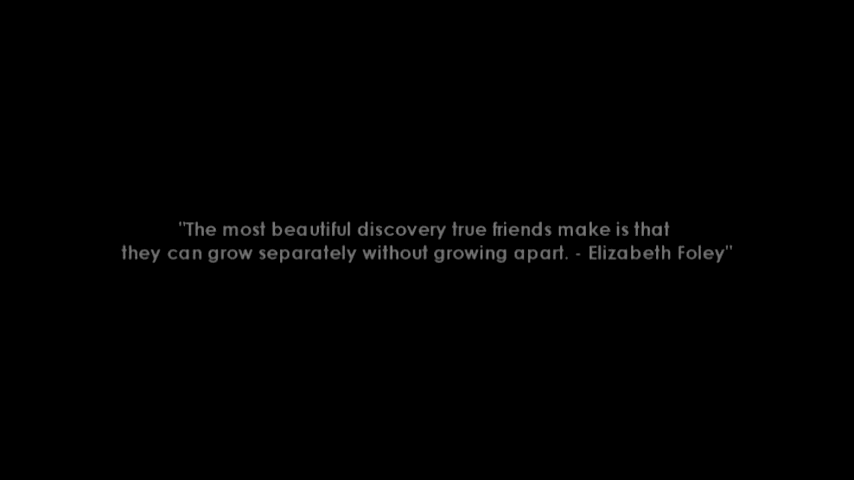 "The most beautiful discovery true friends make is that
they can grow separately without growing apart. - Elizabeth Foley"